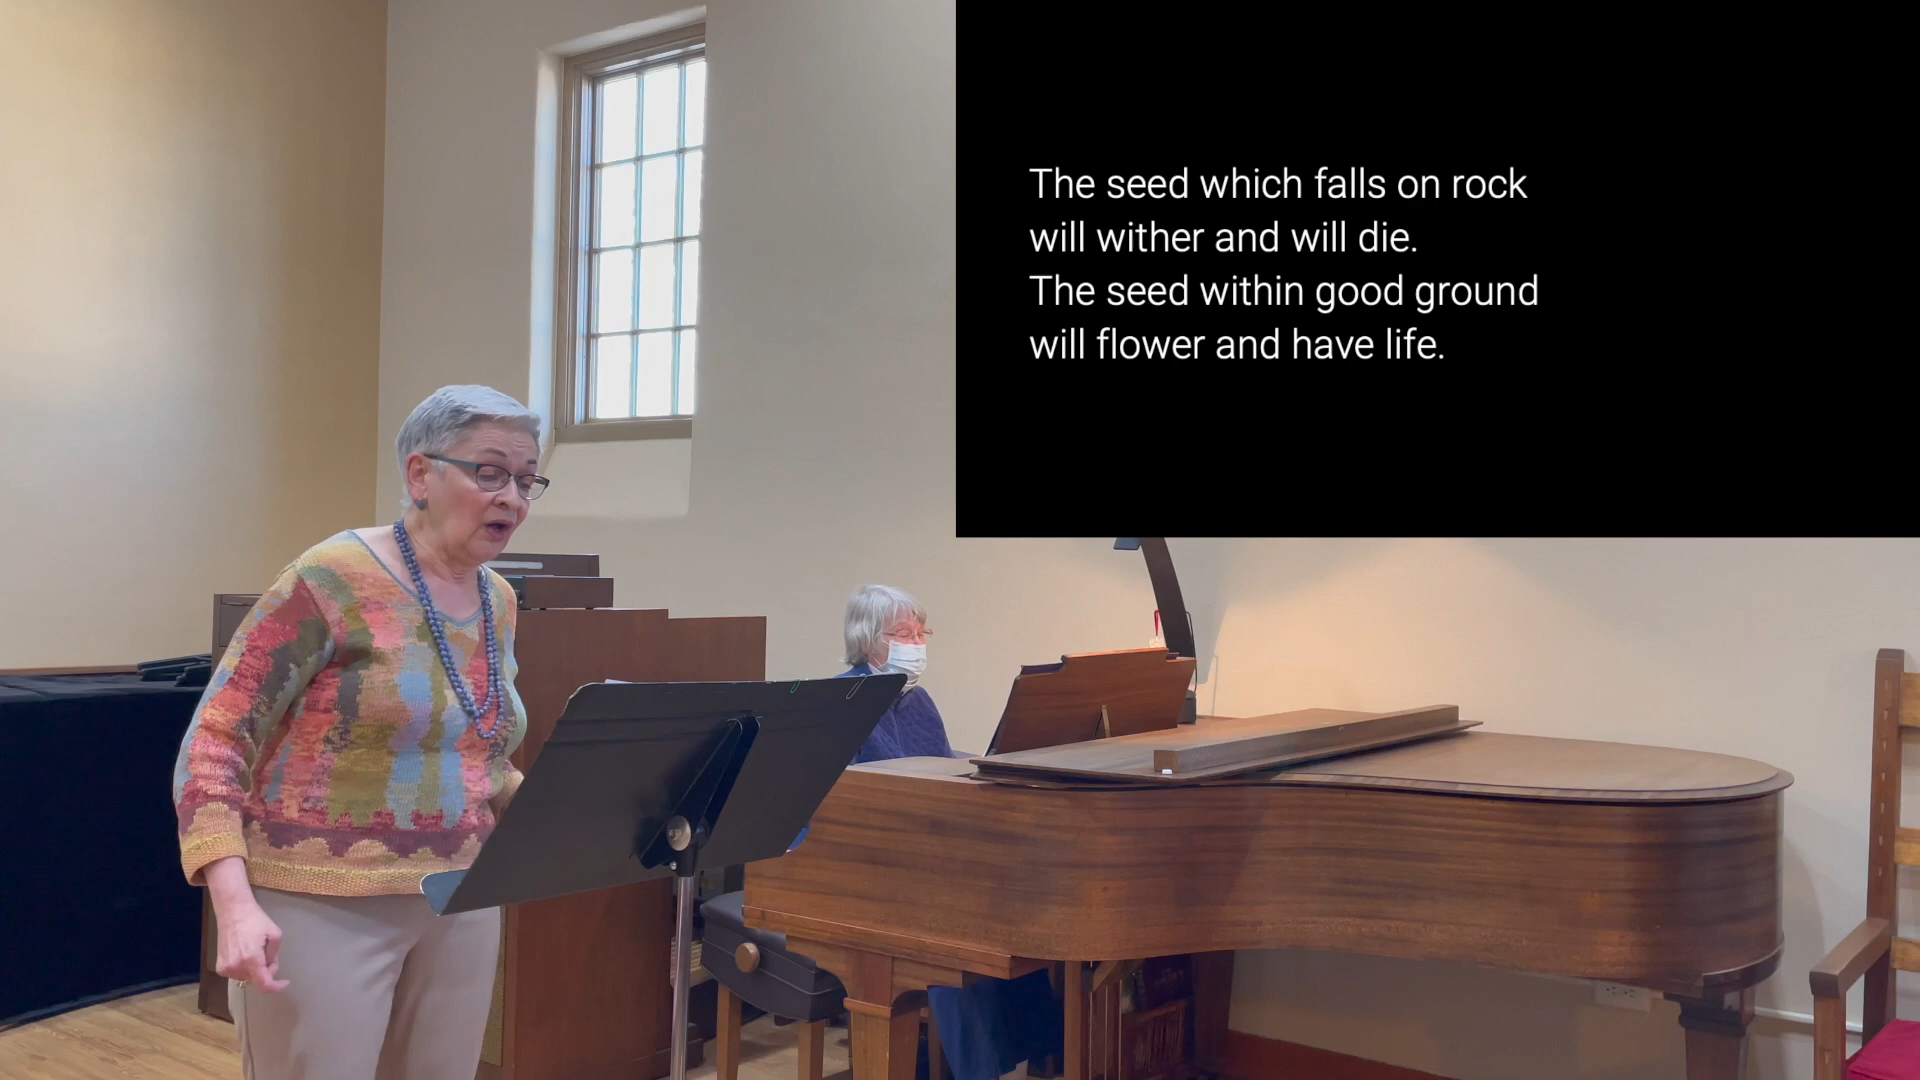 The seed which falls on rock
will wither and will die.
The seed within good ground
will flower and have life.